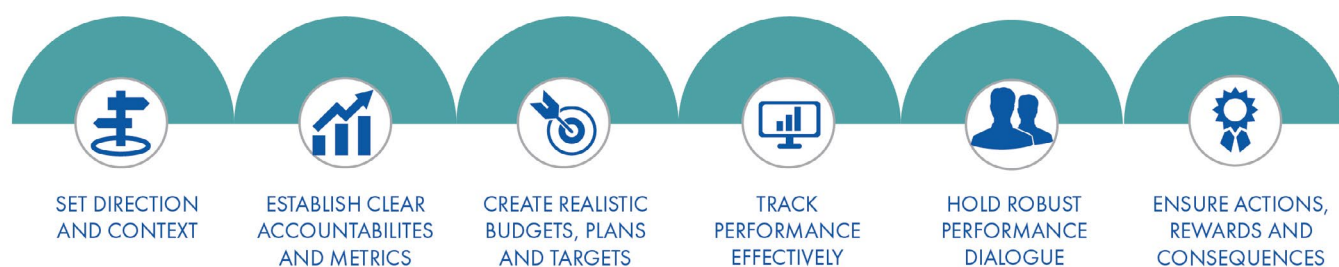 SET DIRECTION
AND CONTEXT
ESTABLISH CLEAR
ACCOUNTABILITES
AND METRICS
CREATE REALISTIC
BUDGETS, PLANS
AND TARGETS
TRACK
PERFORMANCE
EFFECTIVELY
HOLD ROBUST
PERFORMANCE
DIALOGUE
ENSURE ACTIONS,
REWARDS AND
CONSEQUENCES